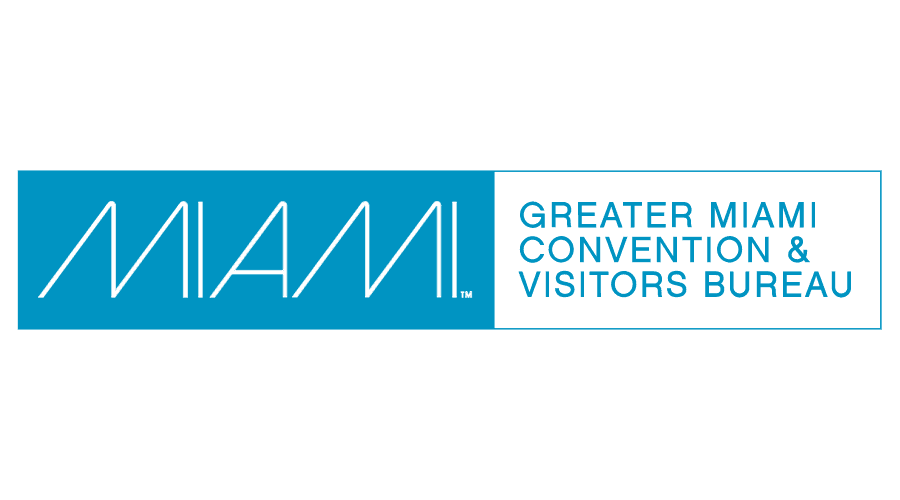 MIAMI™
GREATER MIAMI
CONVENTION &
VISITORS BUREAU